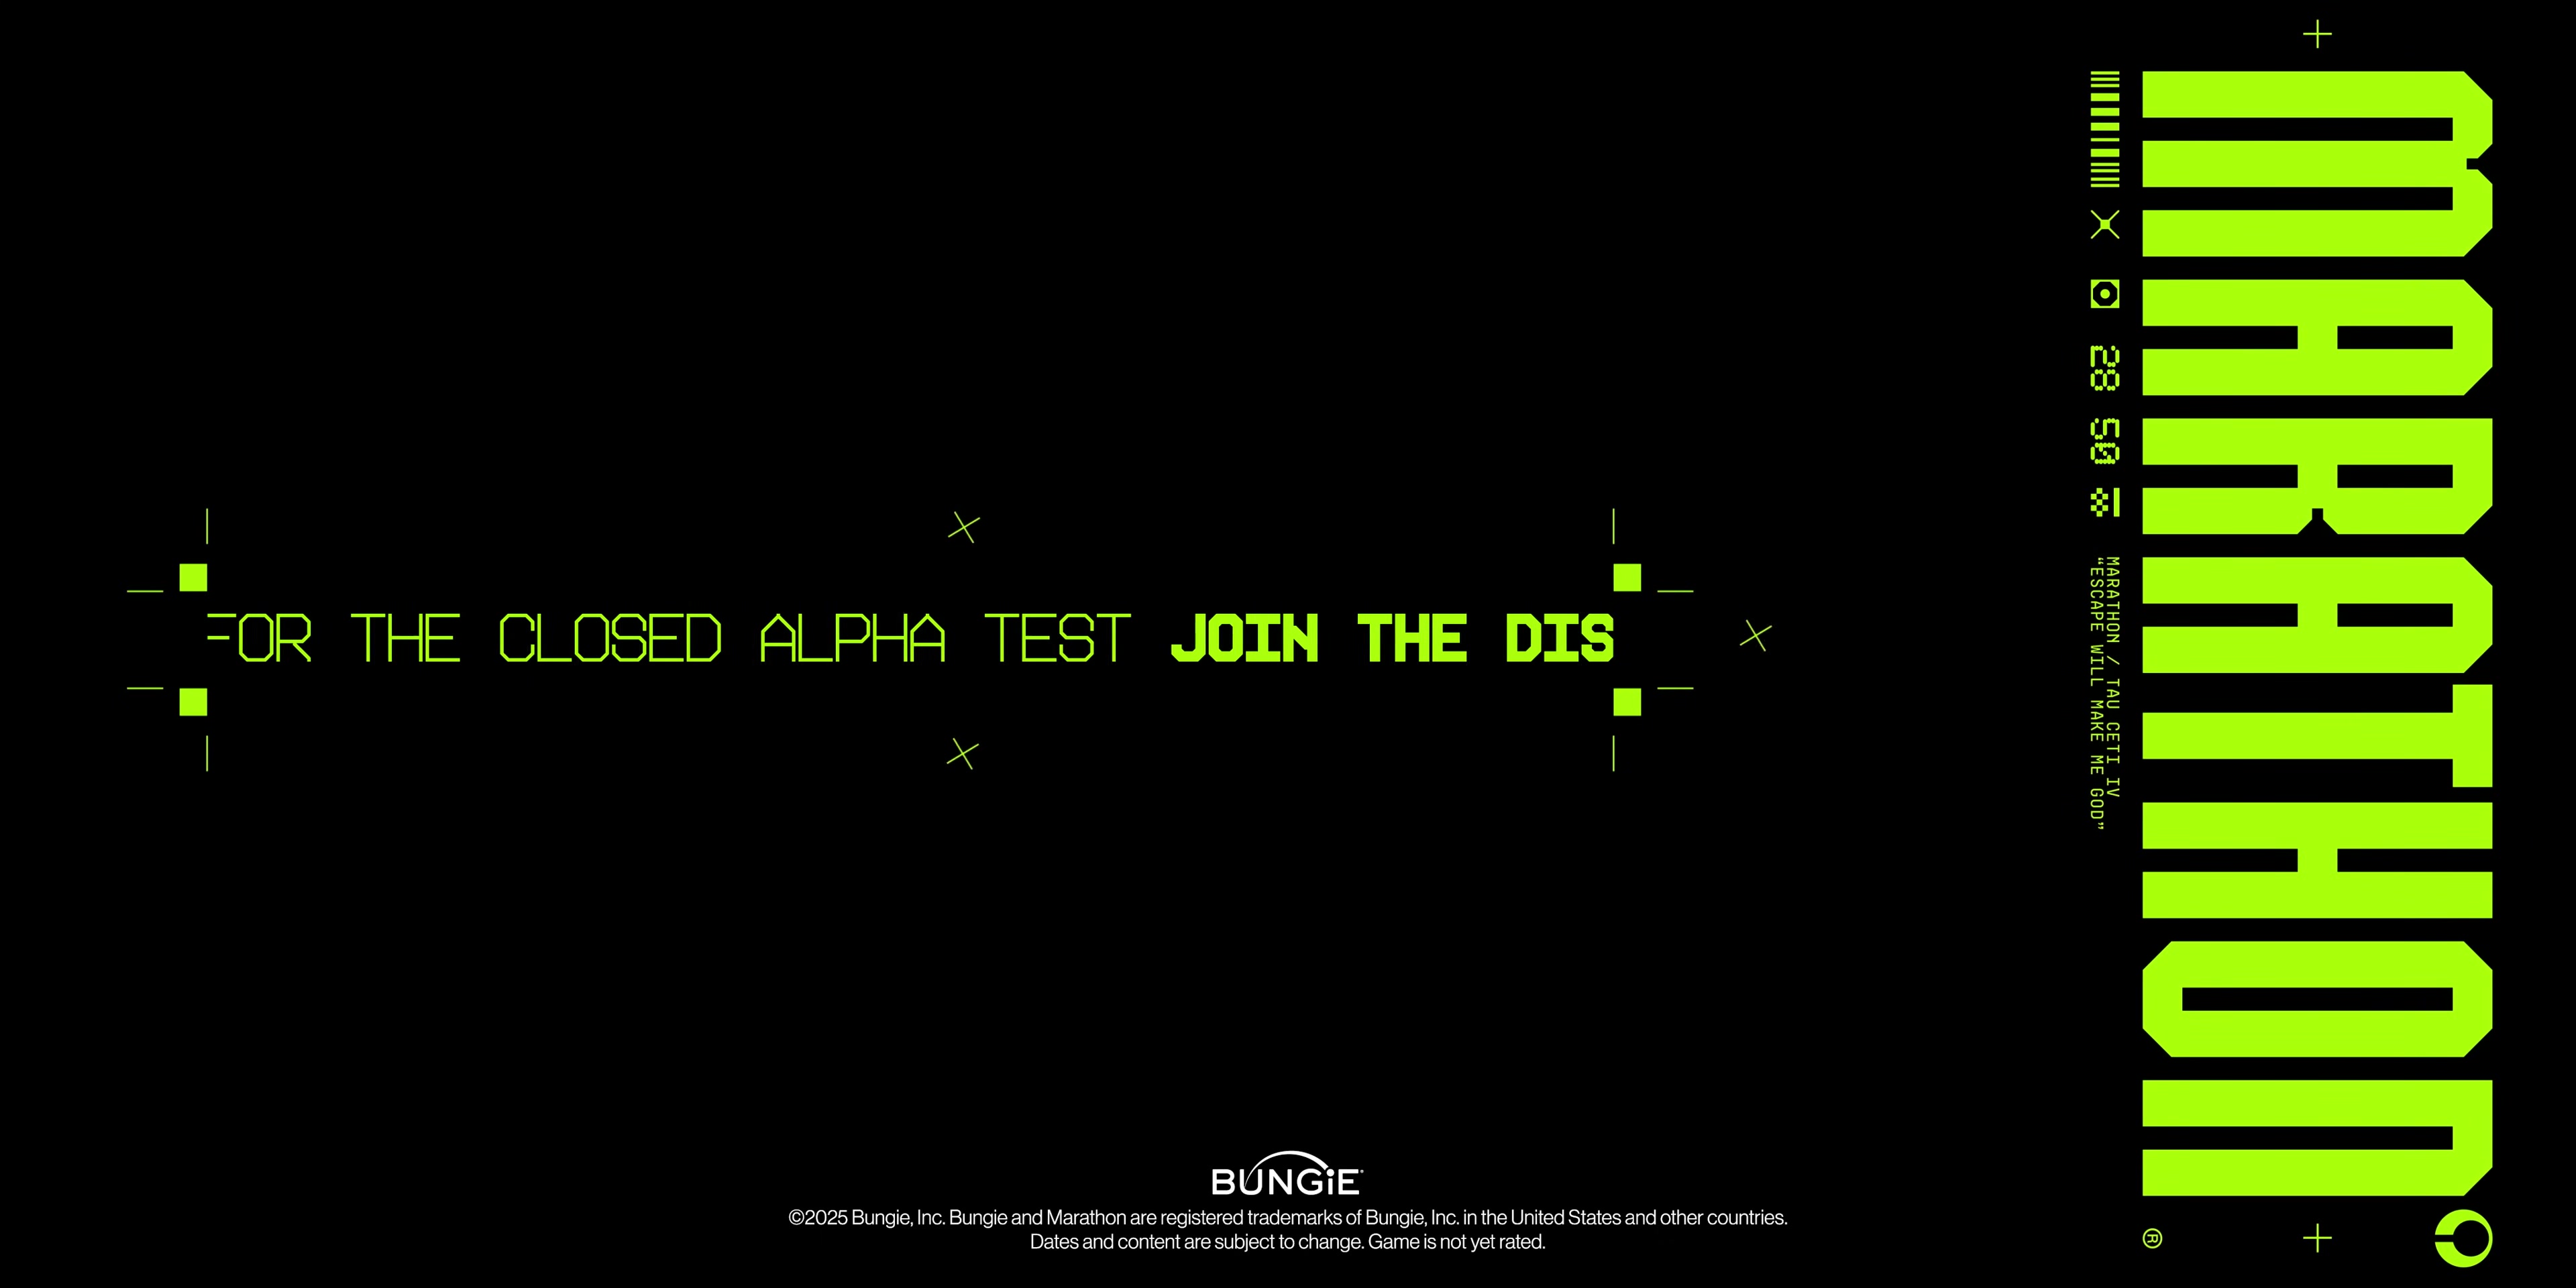 FOR THE CLOSED ALPHA TEST JOIN THE DIS
MARATHON
28 50
MARATHON / TAU CETI IV
“ESCAPE WILL MAKE ME GOD”
®
BUNGiE
©2025 Bungie, Inc. Bungie and Marathon are registered trademarks of Bungie, Inc. in the United States and other countries.
Dates and content are subject to change. Game is not yet rated.